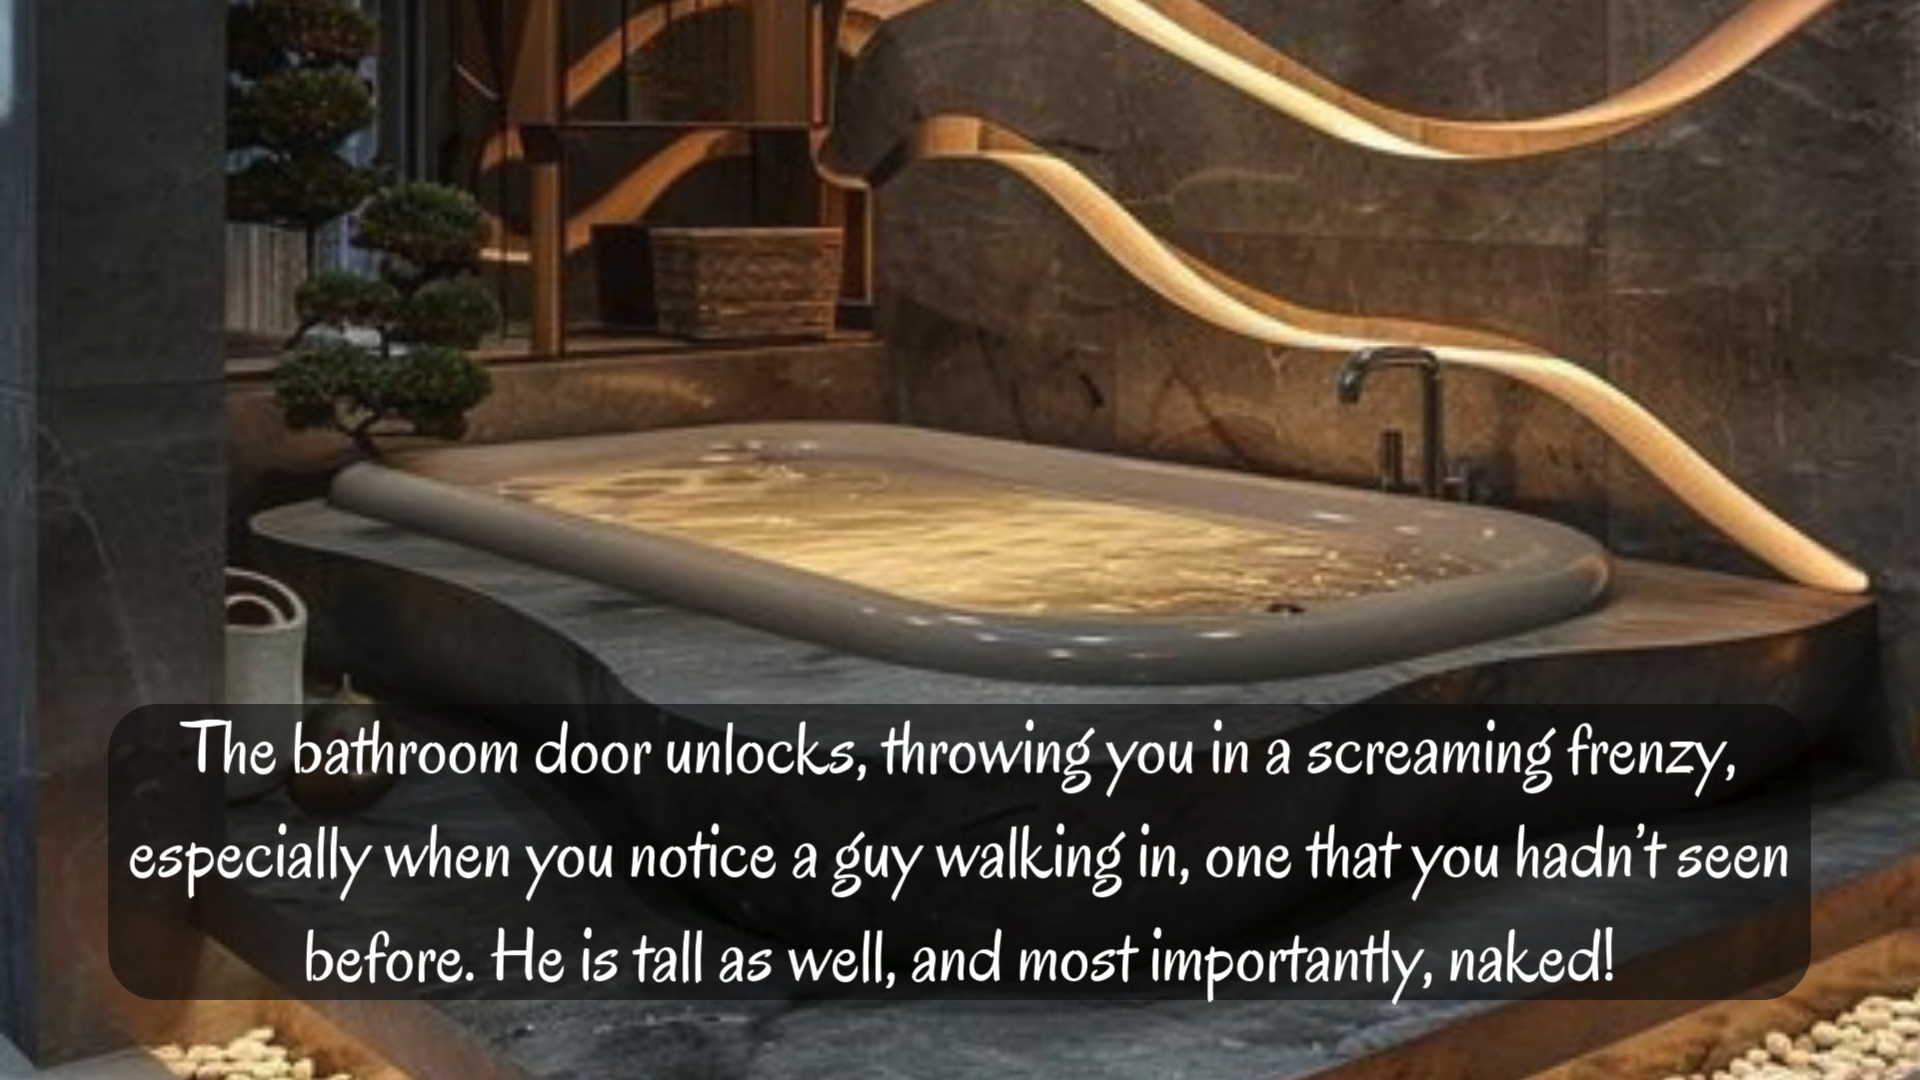 The bathroom door unlocks, throwing you in a screaming frenzy,
especially when you notice a guy walking in, one that you hadn't seen
before. He is tall as well, and most importantly, naked!